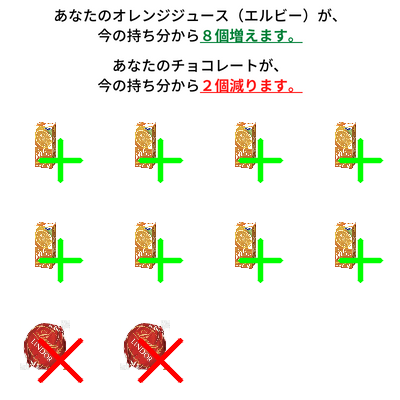 あなたのオレンジジュース（エルビー）が、
今の持ち分から８個増えます。
あなたのチョコレートが、
今の持ち分から２個減ります。
LINDOR
LINDOR